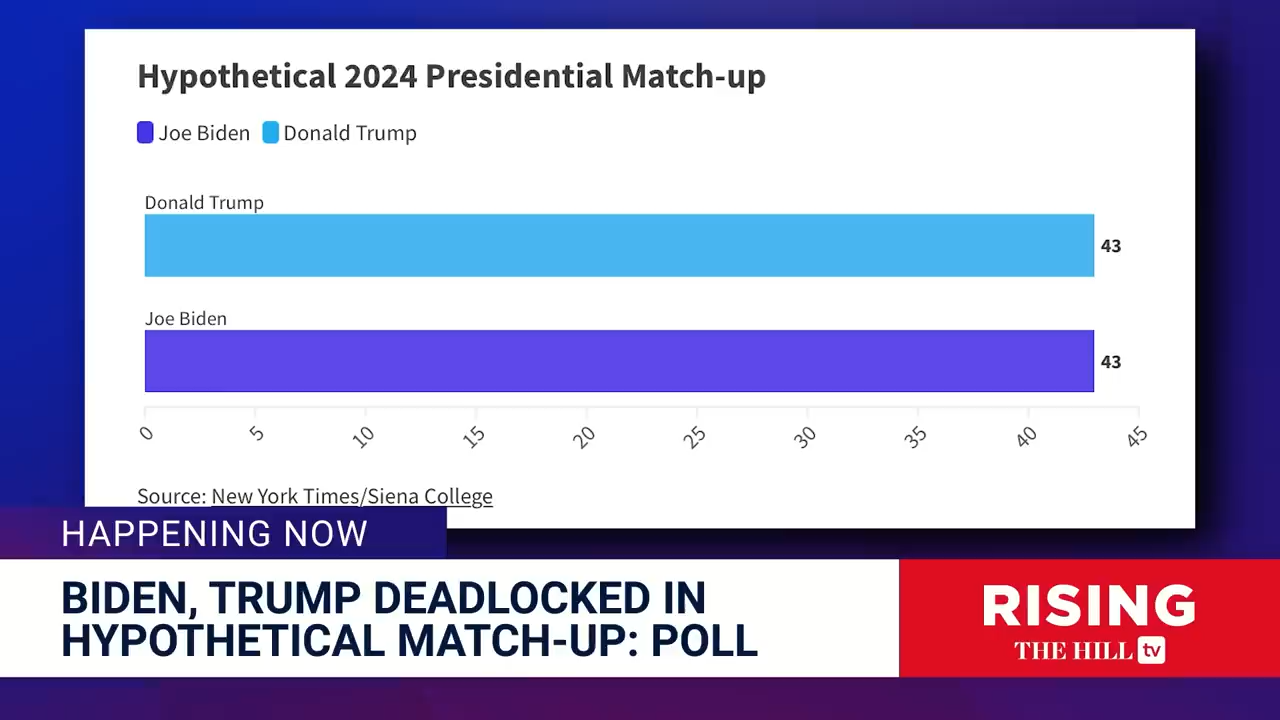 Hypothetical 2024 Presidential Match-up
Joe Biden Donald Trump
Donald Trump
43
Joe Biden
43
0 5 10 15 20 25 30 35 40 45
Source: New York Times/Siena College
HAPPENING NOW
BIDEN, TRUMP DEADLOCKED IN
HYPOTHETICAL MATCH-UP: POLL
RISING
THE HILL tv